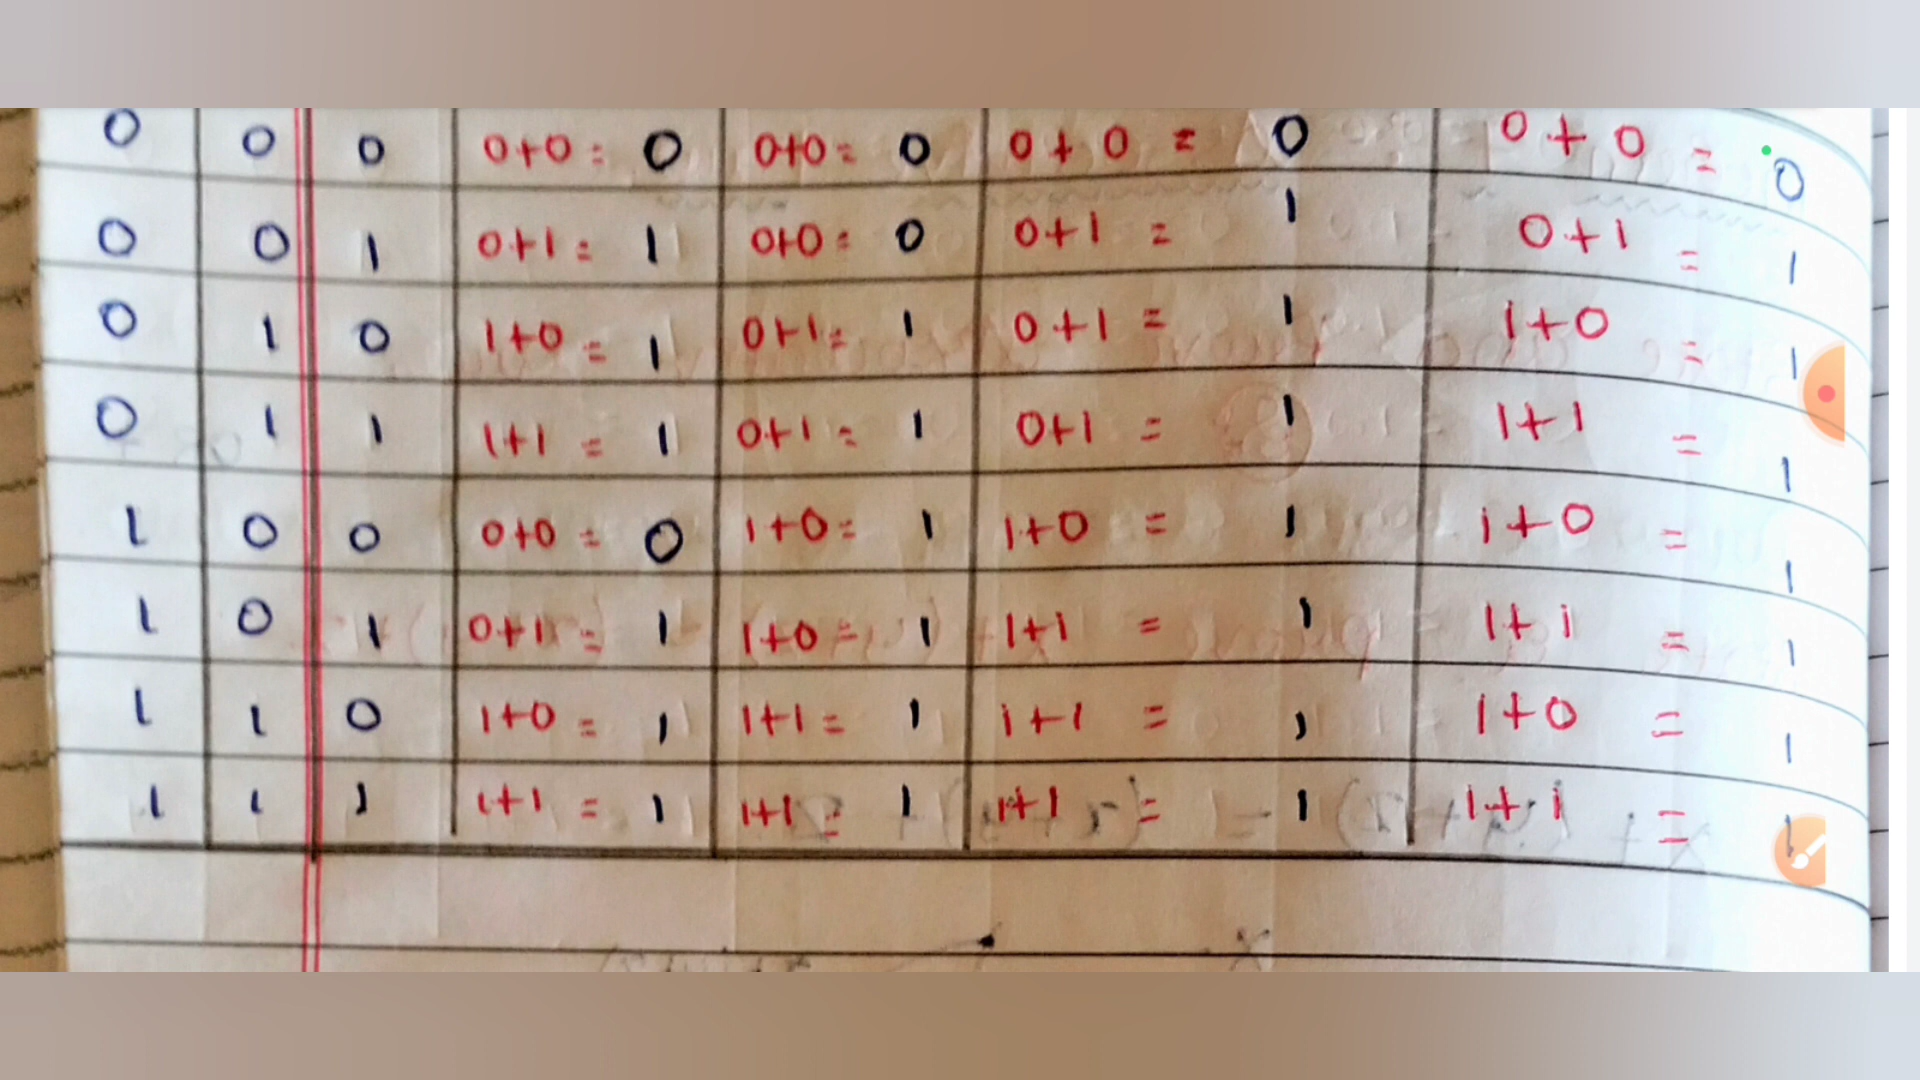 0 0 0 0+0= 0 0+0= 0 0+0 = 0 0+0 = 0
0 0 1 0+1= 1 0+0= 0 0+1 = 1 0+1 = 1
0 1 0 1+0= 1 0+1= 1 0+1 = 1 1+0 = 1
0 1 1 1+1= 1 0+1= 1 0+1 = 1 1+1 = 1
1 0 0 0+0= 0 1+0= 1 1+0 = 1 1+0 = 1
1 0 1 0+1= 1 1+0= 1 1+1 = 1 1+1 = 1
1 1 0 1+0= 1 1+1= 1 1+1 = 1 1+0 = 1
1 1 1 1+1= 1 1+1= 1 1+1 = 1 1+1 = 1